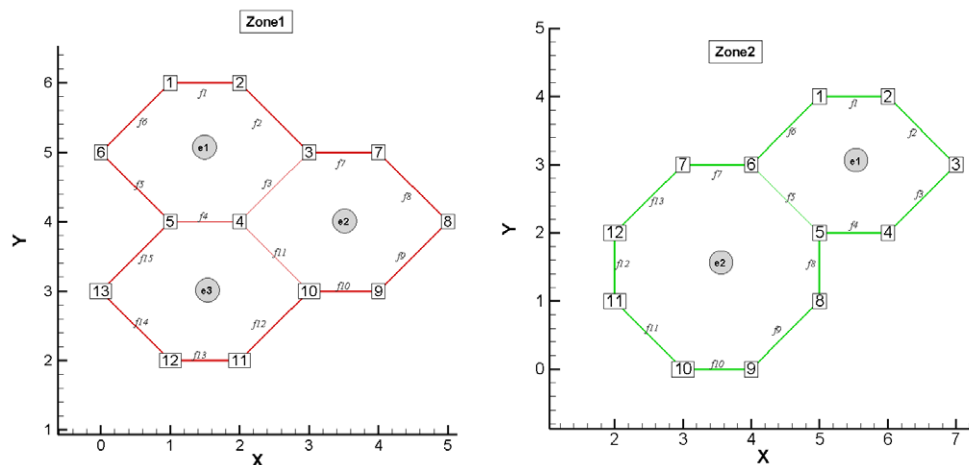 Zone1
6
5
4
3
2
1
Y
0 1 2 3 4 5
X
1 2
f1
f6 f2
e1
6 3 7
f7
f5 f3 f8
5 4 8
f4
e2
f15 f11 f9
13 10 9
f10
e3
f14 f12
12 11
f13
Zone2
5
4
3
2
1
0
Y
2 3 4 5 6 7
X
1 2
f1
f6 f2
e1
7 6 3
f7
f13 f5 f3
12 5 4
f4
f12 e2 f8
11 8
f11 f9
10 9
f10